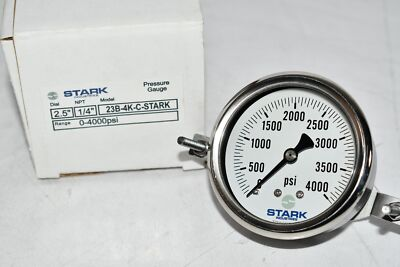 STARK
Pressure
Gauge
Dial NPT Model
2.5" 1/4" 23B-4K-C-STARK
Range 0-4000psi
2000
1500 2500
1000 3000
500 3500
0 psi 4000
STARK
INDUSTRIES